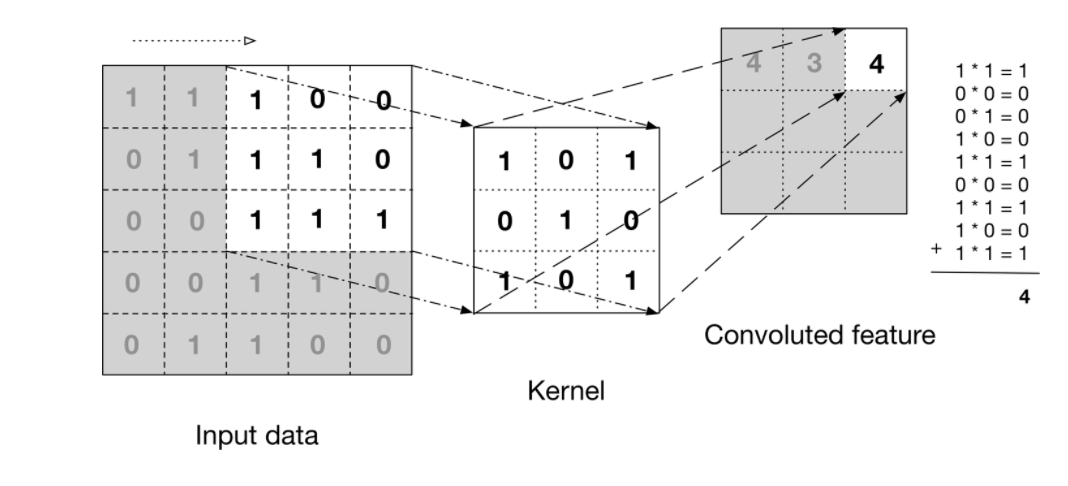 1 1 1 0 0
0 1 1 1 0
0 0 1 1 1
0 0 1 1 0
0 1 1 0 0
Input data
1 0 1
0 1 0
1 0 1
Kernel
4 3 4
Convoluted feature
1 * 1 = 1
0 * 0 = 0
0 * 1 = 0
1 * 0 = 0
1 * 1 = 1
0 * 0 = 0
1 * 1 = 1
1 * 0 = 0
+ 1 * 1 = 1
4